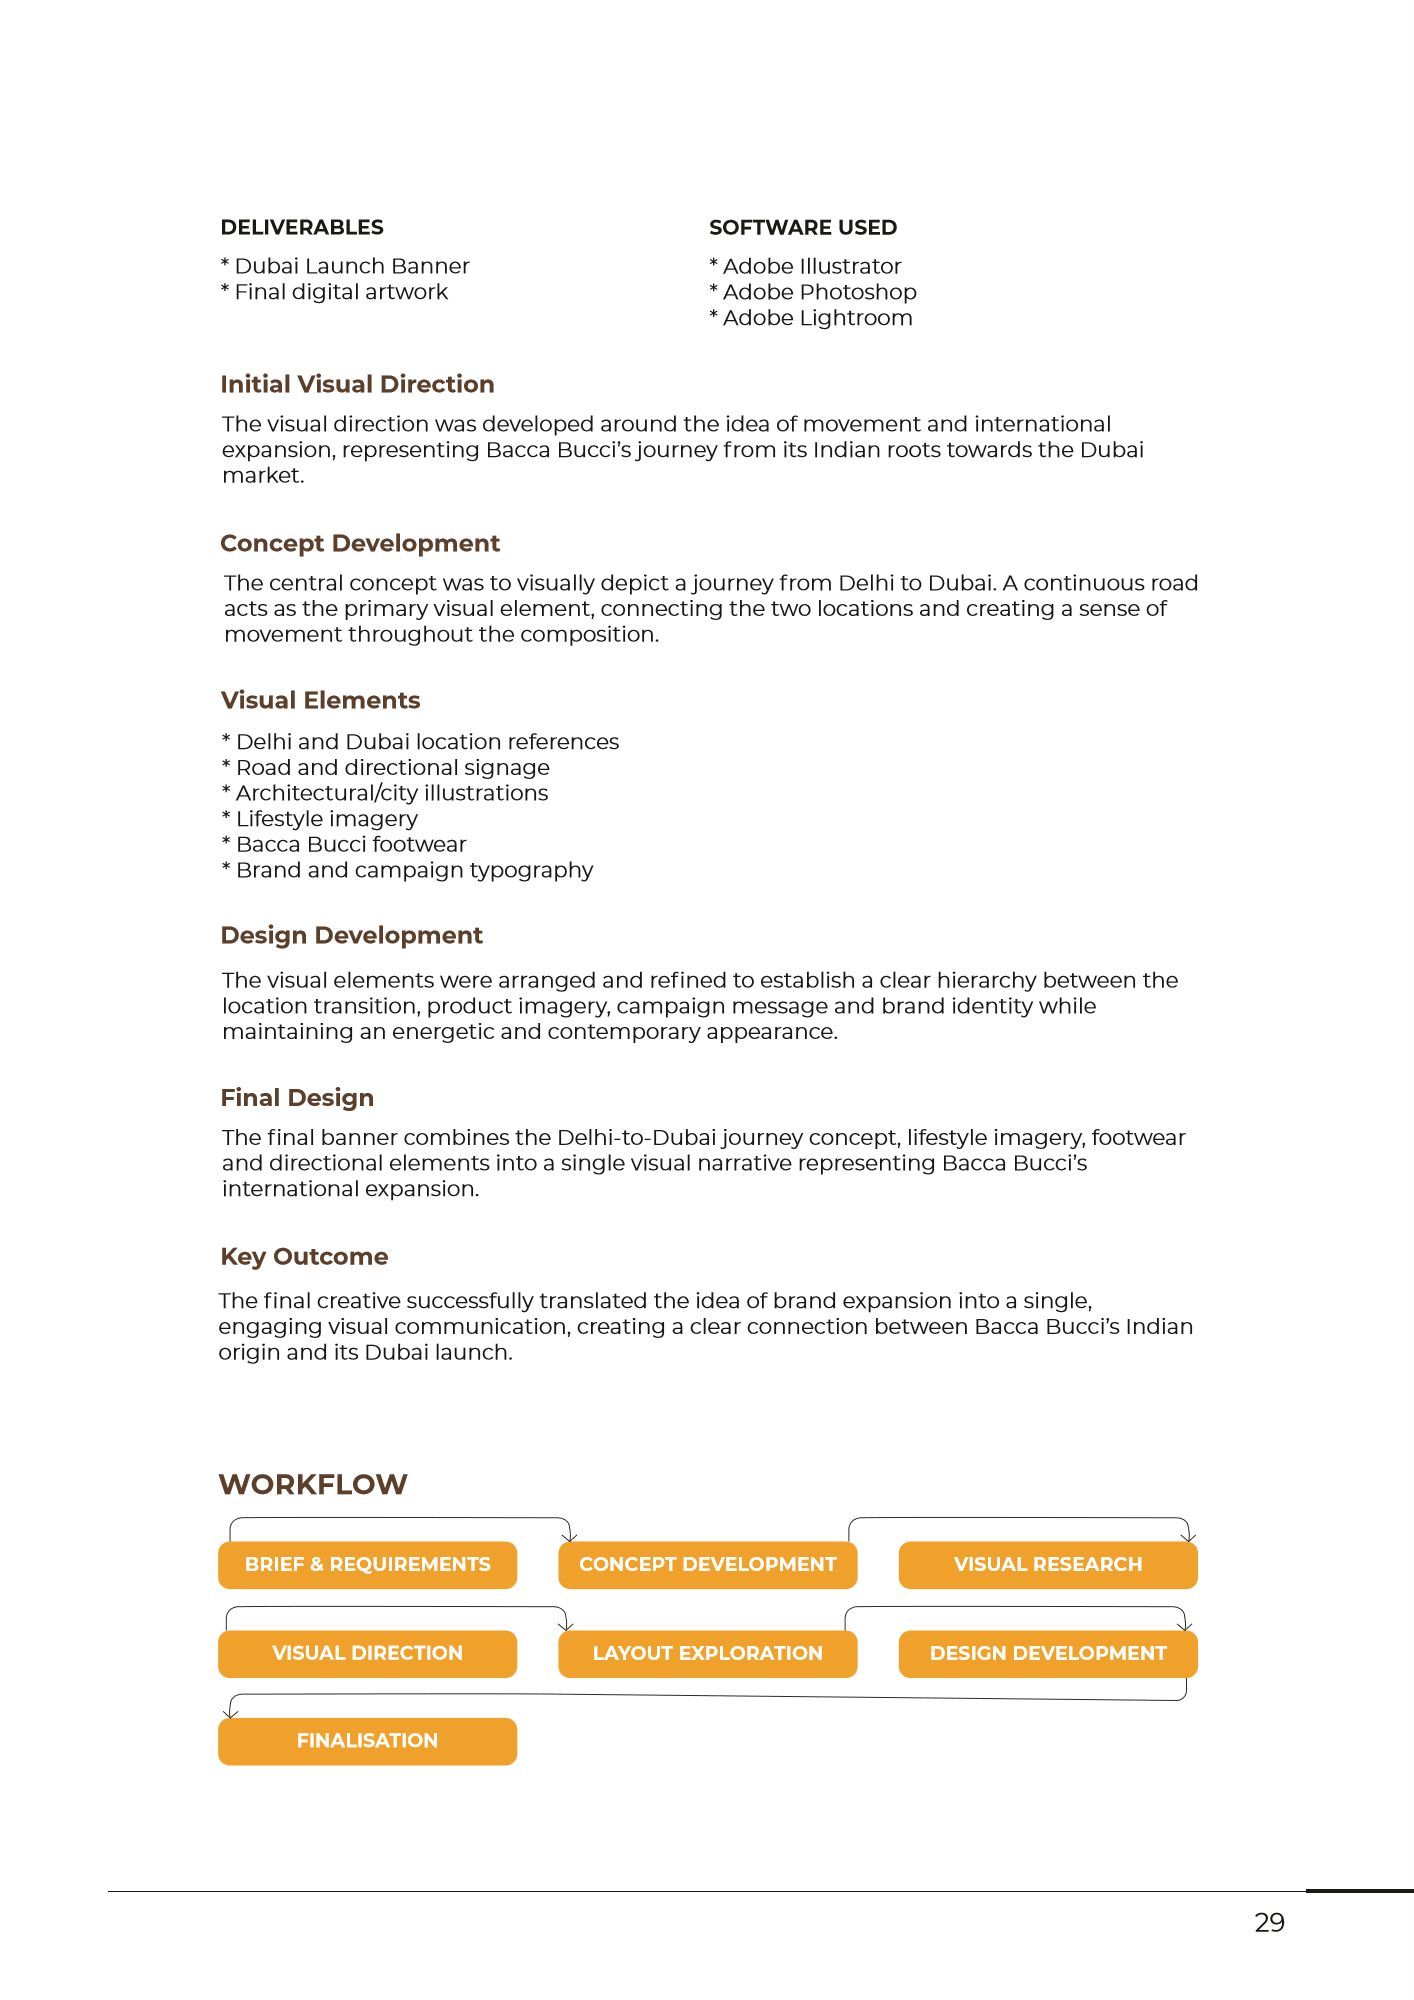 DELIVERABLES
* Dubai Launch Banner
* Final digital artwork
SOFTWARE USED
* Adobe Illustrator
* Adobe Photoshop
* Adobe Lightroom
Initial Visual Direction
The visual direction was developed around the idea of movement and international
expansion, representing Bacca Bucci’s journey from its Indian roots towards the Dubai
market.
Concept Development
The central concept was to visually depict a journey from Delhi to Dubai. A continuous road
acts as the primary visual element, connecting the two locations and creating a sense of
movement throughout the composition.
Visual Elements
* Delhi and Dubai location references
* Road and directional signage
* Architectural/city illustrations
* Lifestyle imagery
* Bacca Bucci footwear
* Brand and campaign typography
Design Development
The visual elements were arranged and refined to establish a clear hierarchy between the
location transition, product imagery, campaign message and brand identity while
maintaining an energetic and contemporary appearance.
Final Design
The final banner combines the Delhi-to-Dubai journey concept, lifestyle imagery, footwear
and directional elements into a single visual narrative representing Bacca Bucci’s
international expansion.
Key Outcome
The final creative successfully translated the idea of brand expansion into a single,
engaging visual communication, creating a clear connection between Bacca Bucci’s Indian
origin and its Dubai launch.
WORKFLOW
BRIEF & REQUIREMENTS
CONCEPT DEVELOPMENT
VISUAL RESEARCH
VISUAL DIRECTION
LAYOUT EXPLORATION
DESIGN DEVELOPMENT
FINALISATION
29